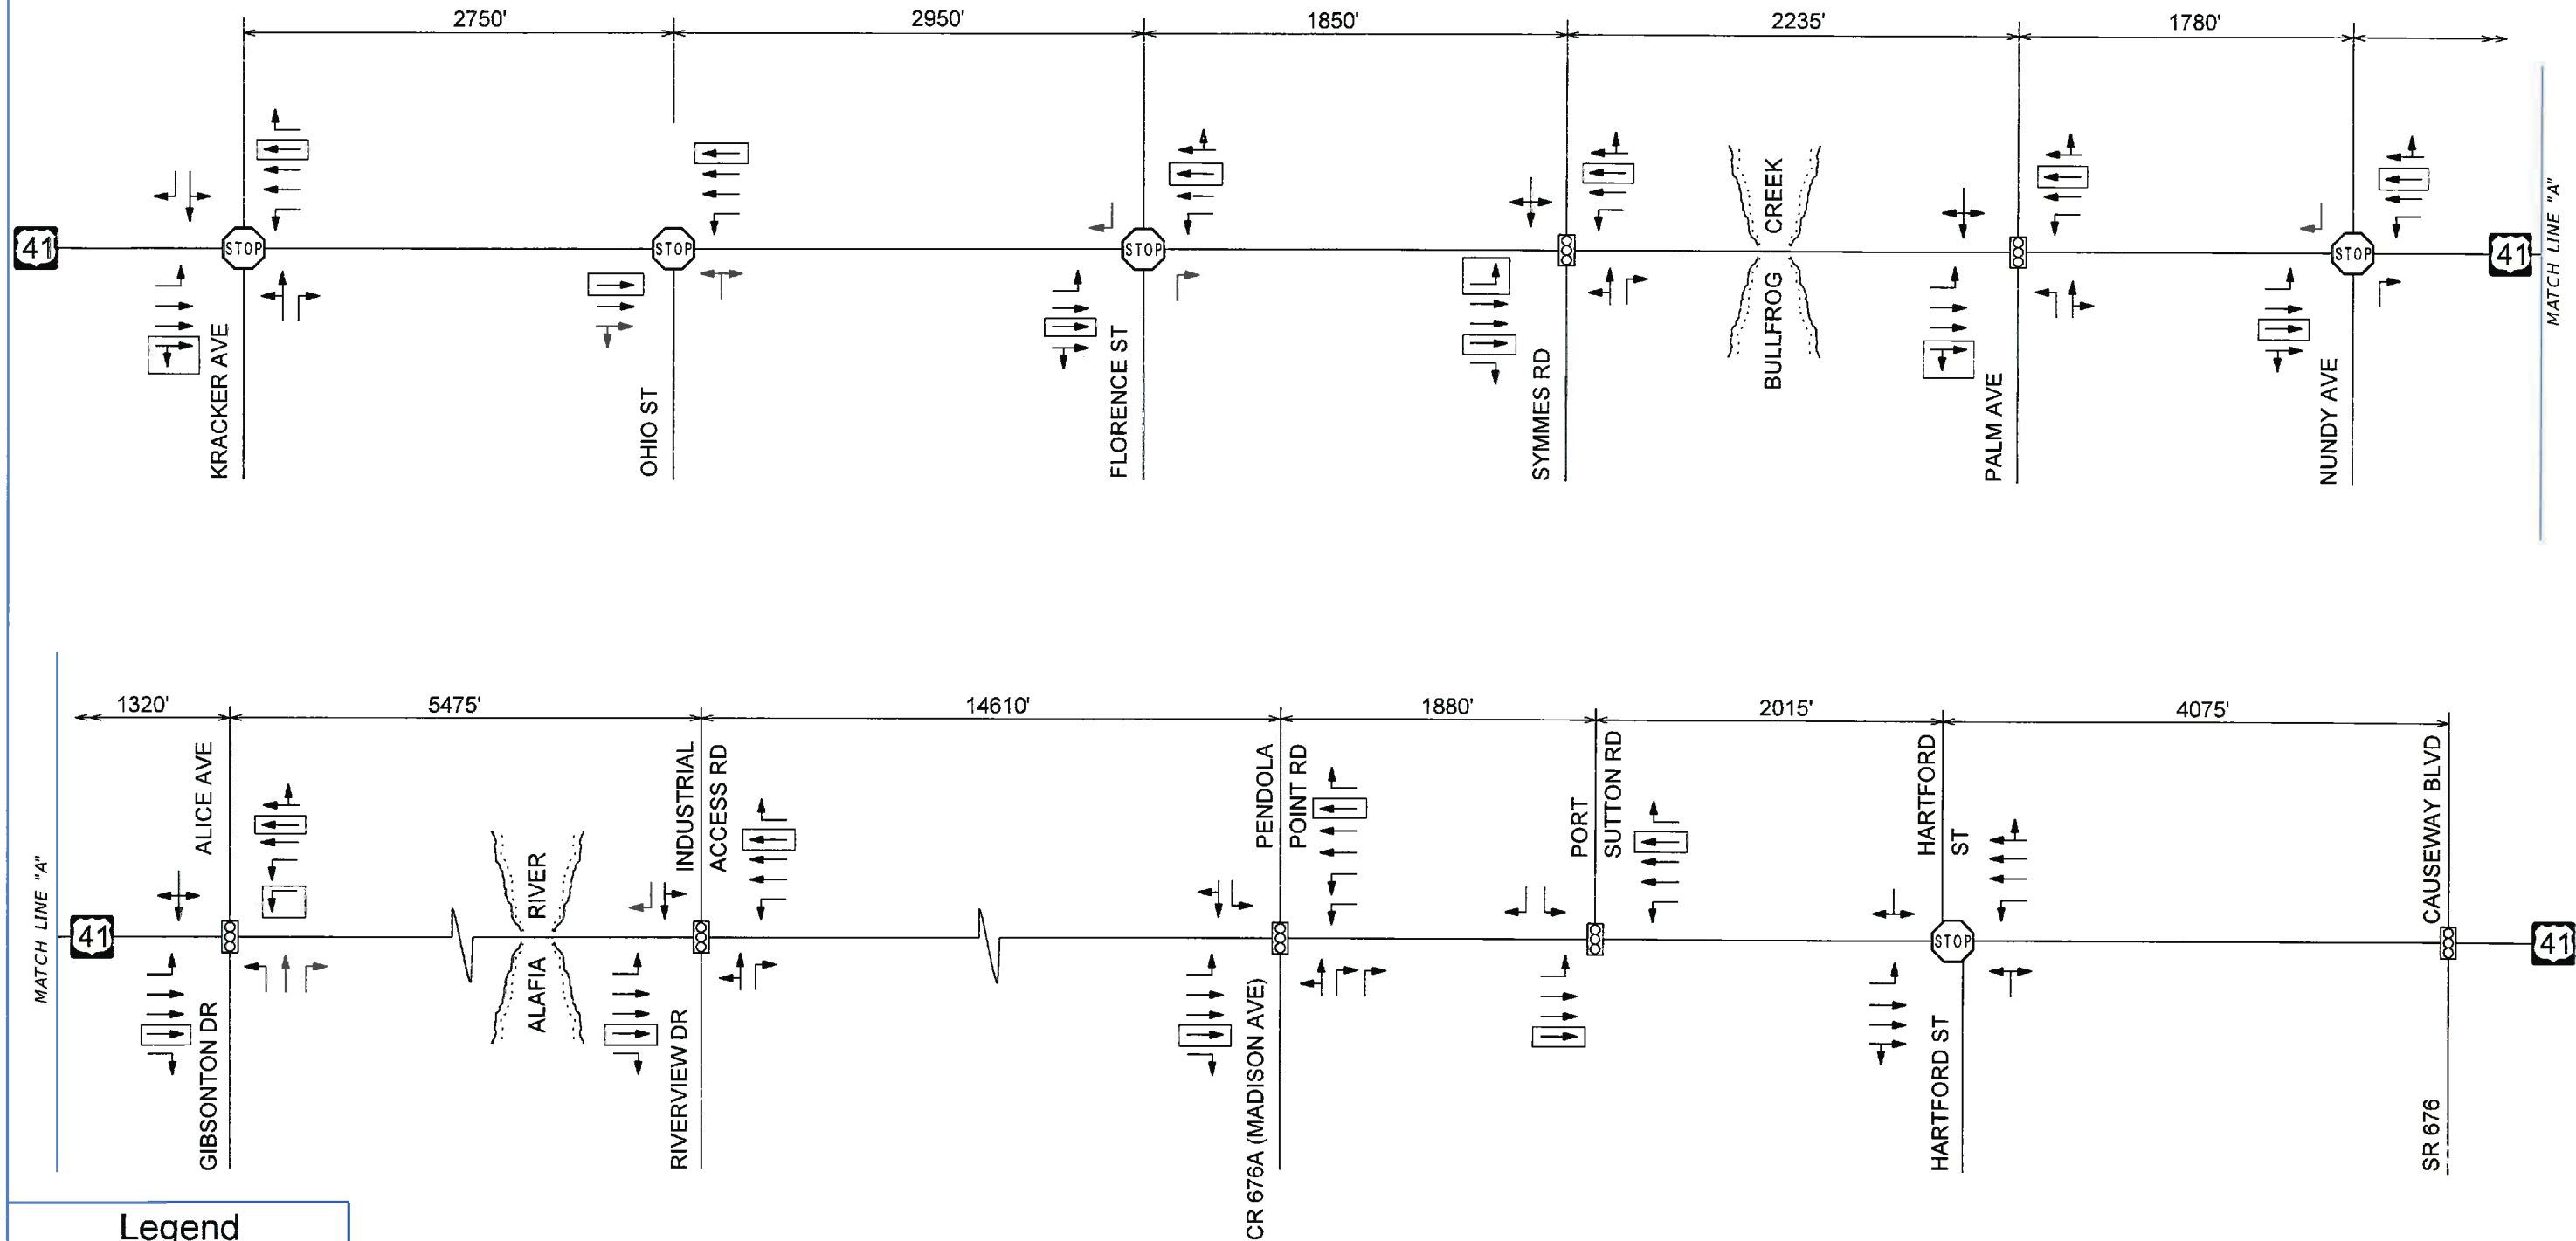 2750'
2950'
1850'
2235'
1780'
41
STOP
KRACKER AVE
STOP
OHIO ST
STOP
FLORENCE ST
SYMMES RD
BULLFROG CREEK
PALM AVE
STOP
NUNDY AVE
41
MATCH LINE "A"
1320'
5475'
14610'
1880'
2015'
4075'
MATCH LINE "A"
41
ALICE AVE
GIBSONTON DR
ALAFIA RIVER
INDUSTRIAL
ACCESS RD
RIVERVIEW DR
PENDOLA
POINT RD
CR 676A (MADISON AVE)
PORT
SUTTON RD
HARTFORD
ST
STOP
HARTFORD ST
CAUSEWAY BLVD
SR 676
41
Legend